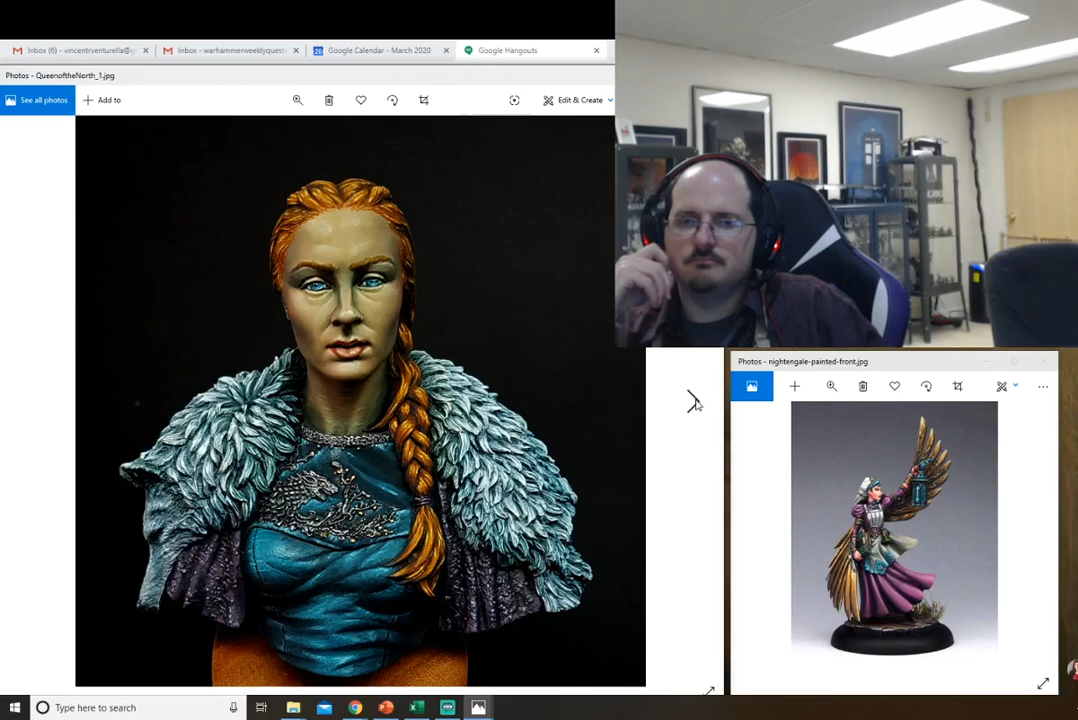 Inbox (6) - vincentrventurella@g
Inbox - warhammerweeklyquest
Google Calendar - March 2020
Google Hangouts
Photos - QueenoftheNorth_1.jpg
See all photos
Add to
Edit & Create
Photos - nightengale-painted-front.jpg
Type here to search